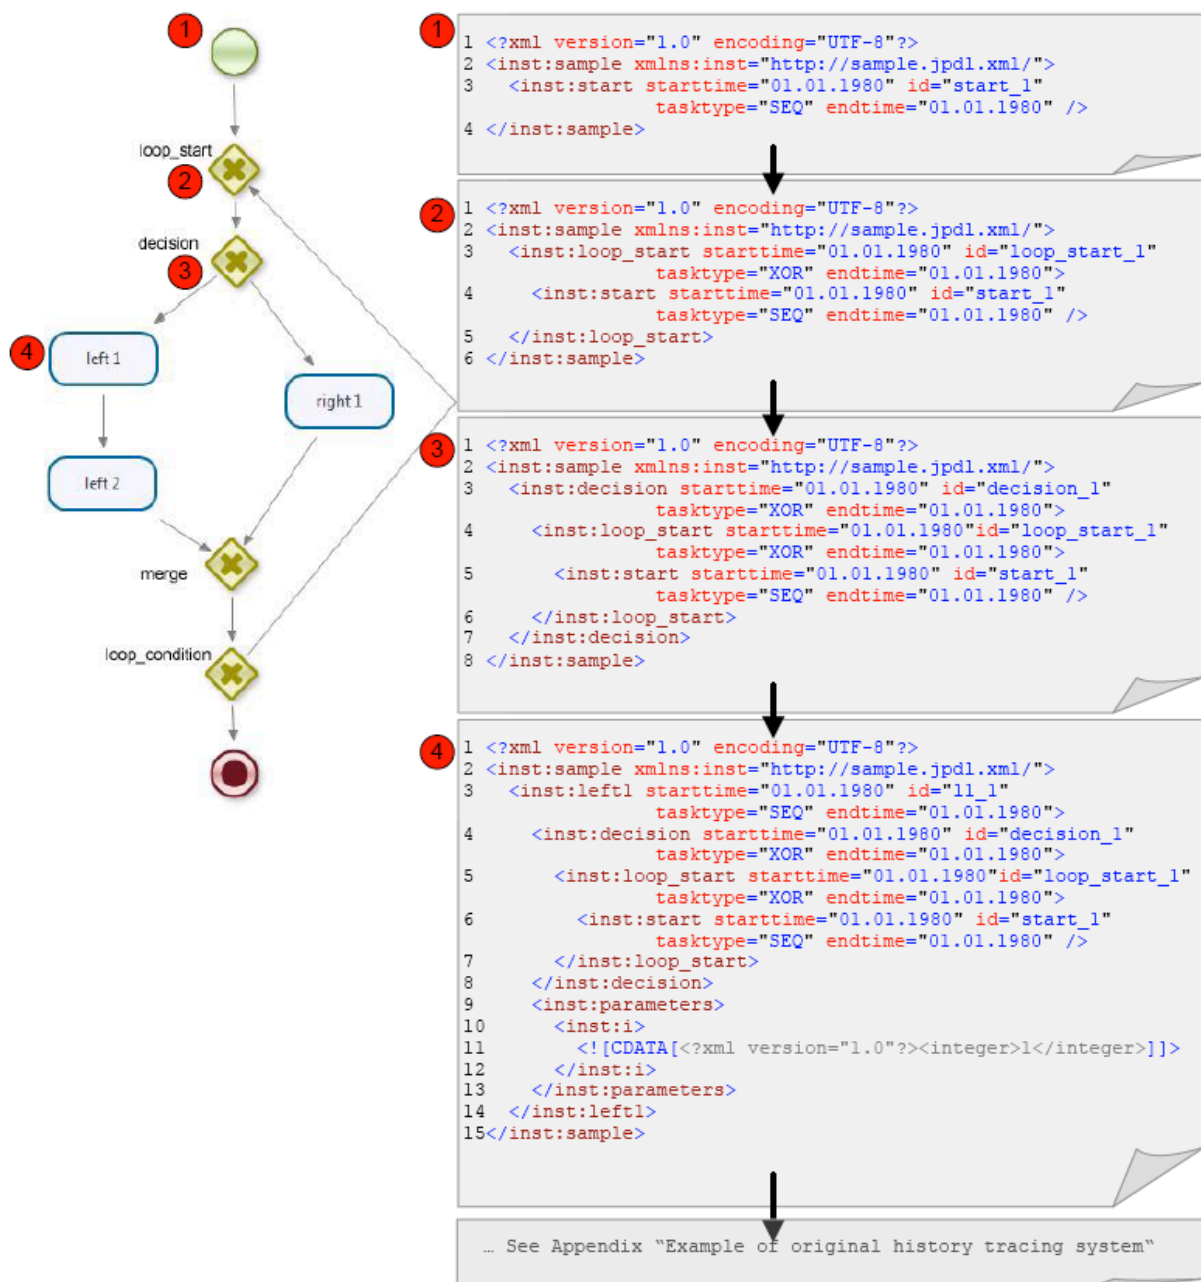 1
loop_start
2
decision
3
4
left 1
right 1
left 2
merge
loop_condition
1
1 <?xml version="1.0" encoding="UTF-8"?>
2 <inst:sample xmlns:inst="http://sample.jpdl.xml/">
3 <inst:start starttime="01.01.1980" id="start_1"
tasktype="SEQ" endtime="01.01.1980" />
4 </inst:sample>
2
1 <?xml version="1.0" encoding="UTF-8"?>
2 <inst:sample xmlns:inst="http://sample.jpdl.xml/">
3 <inst:loop_start starttime="01.01.1980" id="loop_start_1"
tasktype="XOR" endtime="01.01.1980">
4 <inst:start starttime="01.01.1980" id="start_1"
tasktype="SEQ" endtime="01.01.1980" />
5 </inst:loop_start>
6 </inst:sample>
3
1 <?xml version="1.0" encoding="UTF-8"?>
2 <inst:sample xmlns:inst="http://sample.jpdl.xml/">
3 <inst:decision starttime="01.01.1980" id="decision_1"
tasktype="XOR" endtime="01.01.1980">
4 <inst:loop_start starttime="01.01.1980"id="loop_start_1"
tasktype="XOR" endtime="01.01.1980">
5 <inst:start starttime="01.01.1980" id="start_1"
tasktype="SEQ" endtime="01.01.1980" />
6 </inst:loop_start>
7 </inst:decision>
8 </inst:sample>
4
1 <?xml version="1.0" encoding="UTF-8"?>
2 <inst:sample xmlns:inst="http://sample.jpdl.xml/">
3 <inst:left1 starttime="01.01.1980" id="ll_1"
tasktype="SEQ" endtime="01.01.1980">
4 <inst:decision starttime="01.01.1980" id="decision_1"
tasktype="XOR" endtime="01.01.1980">
5 <inst:loop_start starttime="01.01.1980"id="loop_start_1"
tasktype="XOR" endtime="01.01.1980">
6 <inst:start starttime="01.01.1980" id="start_1"
tasktype="SEQ" endtime="01.01.1980" />
7 </inst:loop_start>
8 </inst:decision>
9 <inst:parameters>
10 <inst:i>
11 <![CDATA[<?xml version="1.0"?><integer>1</integer>]]>
12 </inst:i>
13 </inst:parameters>
14 </inst:left1>
15</inst:sample>
… See Appendix “Example of original history tracing system“